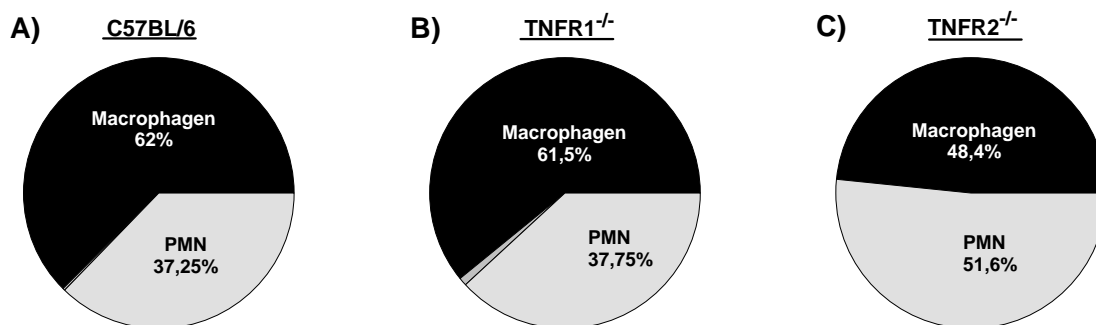 A) C57BL/6
Macrophagen
62%
PMN
37,25%
B) TNFR1-/-
Macrophagen
61,5%
PMN
37,75%
C) TNFR2-/-
Macrophagen
48,4%
PMN
51,6%